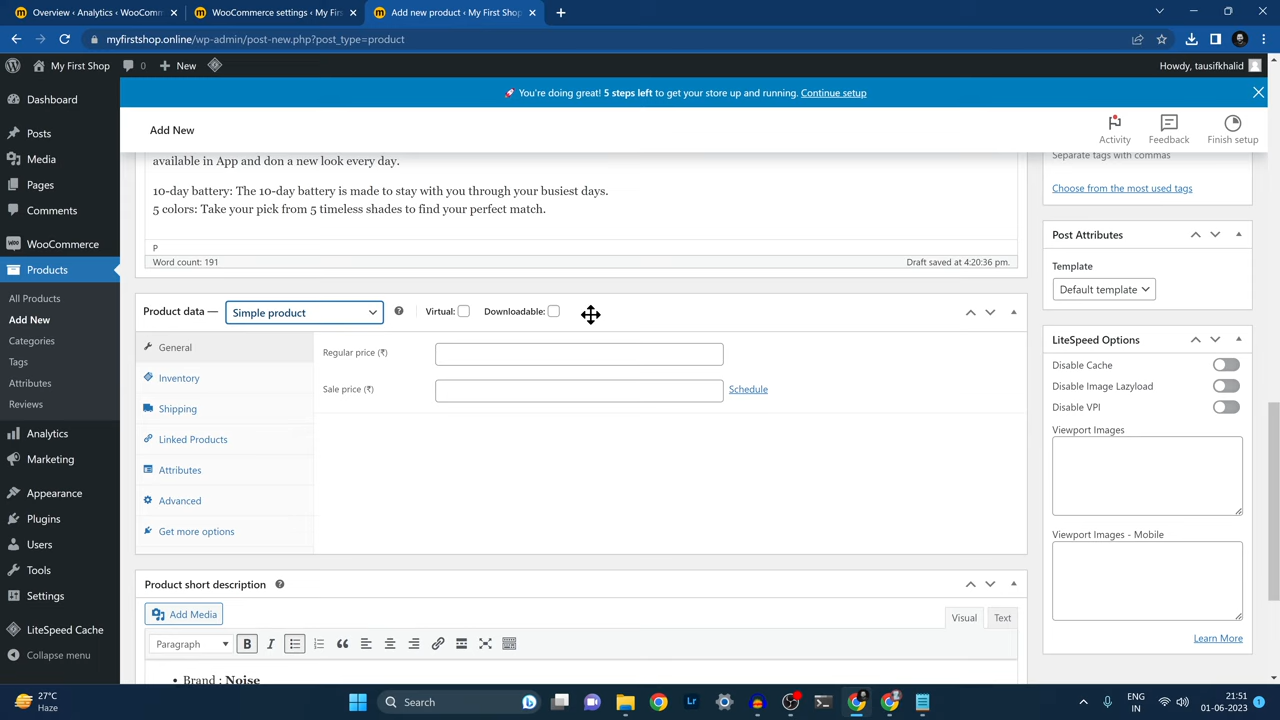 Overview ‹ Analytics ‹ WooComm
WooCommerce settings ‹ My First
Add new product ‹ My First Shop
myfirstshop.online/wp-admin/post-new.php?post_type=product
My First Shop
0
New
Howdy, tausifkhalid
🚀 You're doing great! 5 steps left to get your store up and running. Continue setup
Add New
Activity
Feedback
Finish setup
Dashboard
Posts
Media
Pages
Comments
WooCommerce
Products
All Products
Add New
Categories
Tags
Attributes
Reviews
Analytics
Marketing
Appearance
Plugins
Users
Tools
Settings
LiteSpeed Cache
Collapse menu
available in App and don a new look every day.
10-day battery: The 10-day battery is made to stay with you through your busiest days.
5 colors: Take your pick from 5 timeless shades to find your perfect match.
P
Word count: 191
Draft saved at 4:20:36 pm.
Product data —
Simple product
Virtual:
Downloadable:
General
Inventory
Shipping
Linked Products
Attributes
Advanced
Get more options
Regular price (₹)
Sale price (₹)
Schedule
Product short description
Add Media
Visual
Text
Paragraph
B
I
• Brand : Noise
Separate tags with commas
Choose from the most used tags
Post Attributes
Template
Default template
LiteSpeed Options
Disable Cache
Disable Image Lazyload
Disable VPI
Viewport Images
Viewport Images - Mobile
Learn More
27°C
Haze
Search
Lr
ENG
IN
21:51
01-06-2023
1